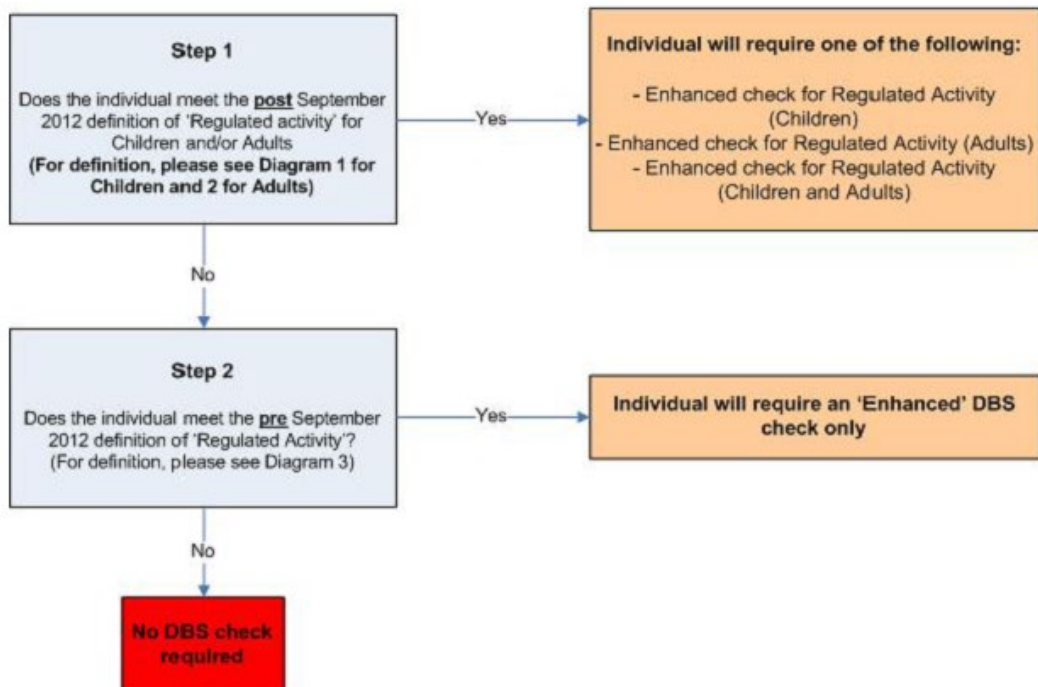 Step 1
Does the individual meet the post September
2012 definition of 'Regulated activity' for
Children and/or Adults
(For definition, please see Diagram 1 for
Children and 2 for Adults)
Yes
Individual will require one of the following:
- Enhanced check for Regulated Activity
(Children)
- Enhanced check for Regulated Activity (Adults)
- Enhanced check for Regulated Activity
(Children and Adults)
No
Step 2
Does the individual meet the pre September
2012 definition of 'Regulated Activity'?
(For definition, please see Diagram 3)
Yes
Individual will require an 'Enhanced' DBS
check only
No
No DBS check
required